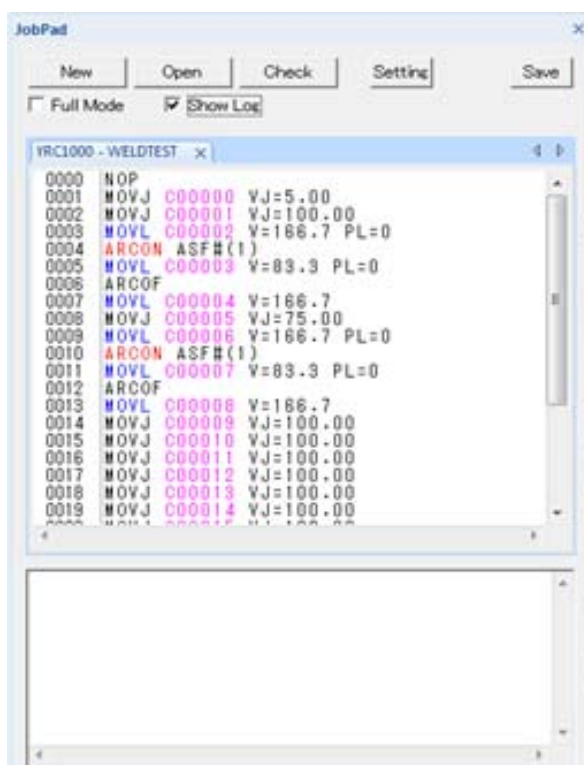 JobPad
New Open Check Setting Save
Full Mode Show Log
YRC1000 - WELDTEST
0000 NOP
0001 MOVJ C00000 VJ=5.00
0002 MOVJ C00001 VJ=100.00
0003 MOVL C00002 V=166.7 PL=0
0004 ARCON ASF#(1)
0005 MOVL C00003 V=83.3 PL=0
0006 ARCOF
0007 MOVL C00004 V=166.7
0008 MOVJ C00005 VJ=75.00
0009 MOVL C00006 V=166.7 PL=0
0010 ARCON ASF#(1)
0011 MOVL C00007 V=83.3 PL=0
0012 ARCOF
0013 MOVL C00008 V=166.7
0014 MOVJ C00009 VJ=100.00
0015 MOVJ C00010 VJ=100.00
0016 MOVJ C00011 VJ=100.00
0017 MOVJ C00012 VJ=100.00
0018 MOVJ C00013 VJ=100.00
0019 MOVJ C00014 VJ=100.00